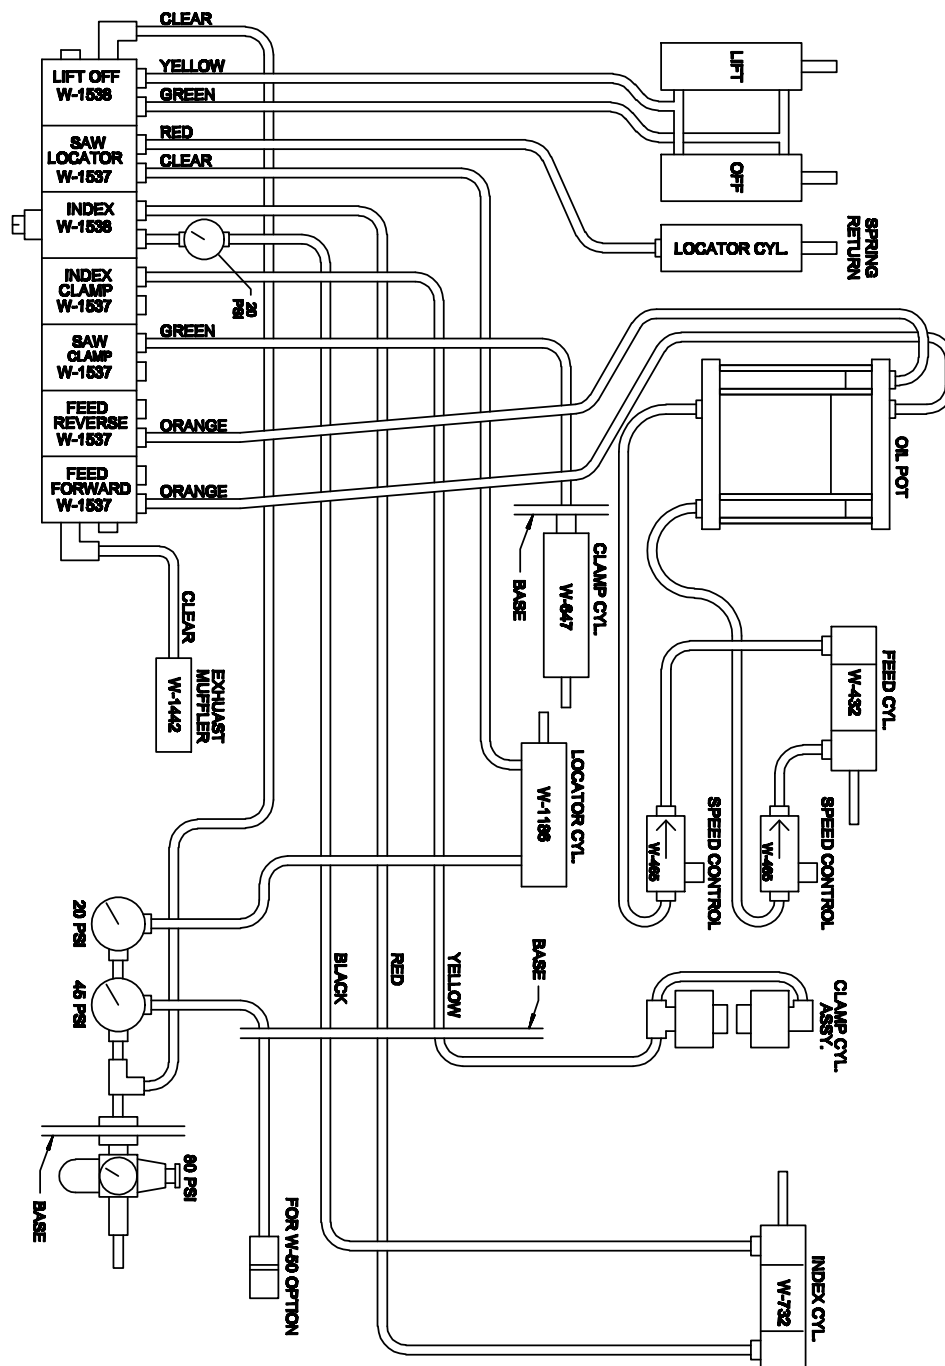 CLEAR
YELLOW
GREEN
RED
CLEAR
LIFT OFF
W-1538
SAW
LOCATOR
W-1537
INDEX
W-1538
INDEX
CLAMP
W-1537
SAW
CLAMP
W-1537
FEED
REVERSE
W-1537
FEED
FORWARD
W-1537
20
PSI
GREEN
ORANGE
ORANGE
LIFT
OFF
LOCATOR CYL.
SPRING
RETURN
OIL POT
BASE
CLAMP CYL.
W-647
CLEAR
EXHUAST
MUFFLER
W-1442
FEED CYL.
W-432
LOCATOR CYL.
W-1186
SPEED CONTROL
W-465
SPEED CONTROL
W-465
20 PSI
45 PSI
BLACK
RED
YELLOW
BASE
CLAMP CYL.
ASSY.
80 PSI
BASE
FOR W-50 OPTION
INDEX CYL.
W-732